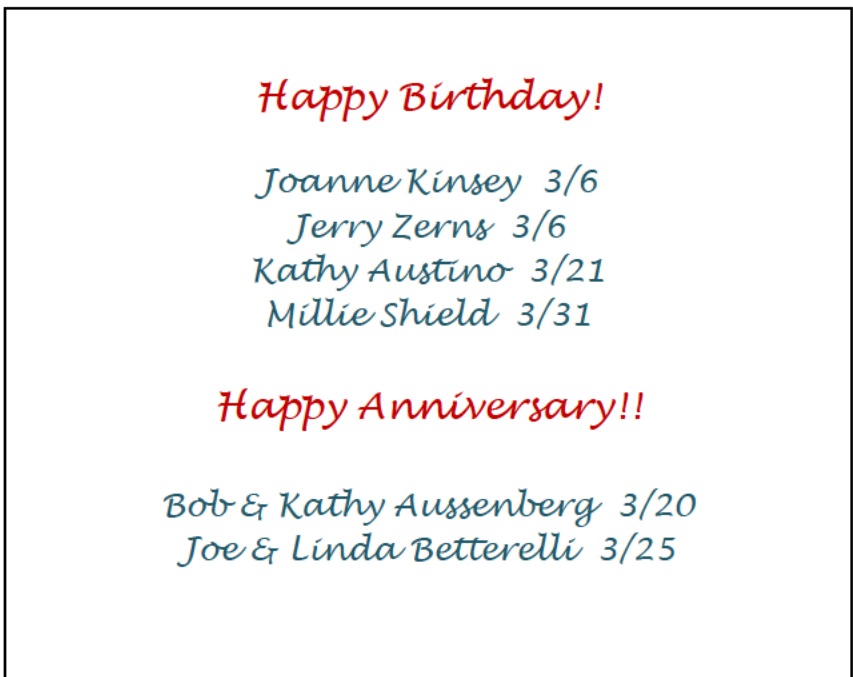 Happy Birthday!
Joanne Kinsey 3/6
Jerry Zerns 3/6
Kathy Austino 3/21
Millie Shield 3/31
Happy Anniversary!!
Bob & Kathy Aussenberg 3/20
Joe & Linda Betterelli 3/25